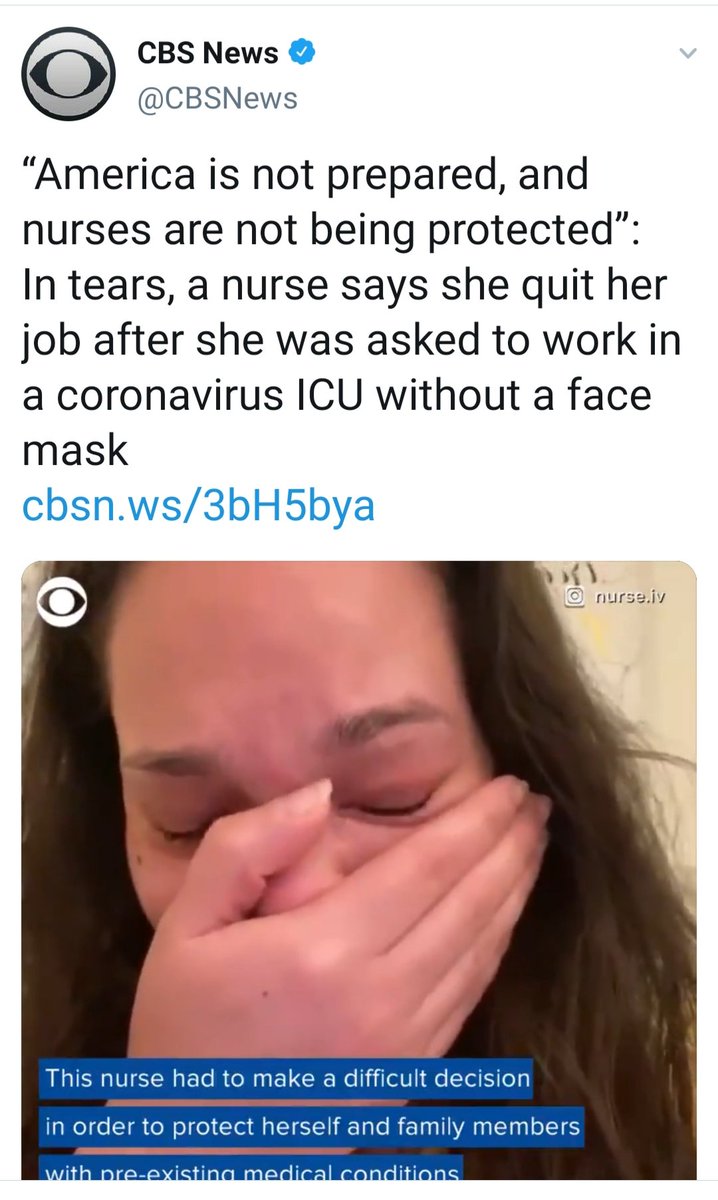 CBS News
@CBSNews
“America is not prepared, and
nurses are not being protected”:
In tears, a nurse says she quit her
job after she was asked to work in
a coronavirus ICU without a face
mask
cbsn.ws/3bH5bya
nurse.iv
This nurse had to make a difficult decision
in order to protect herself and family members
with pre-existing medical conditions